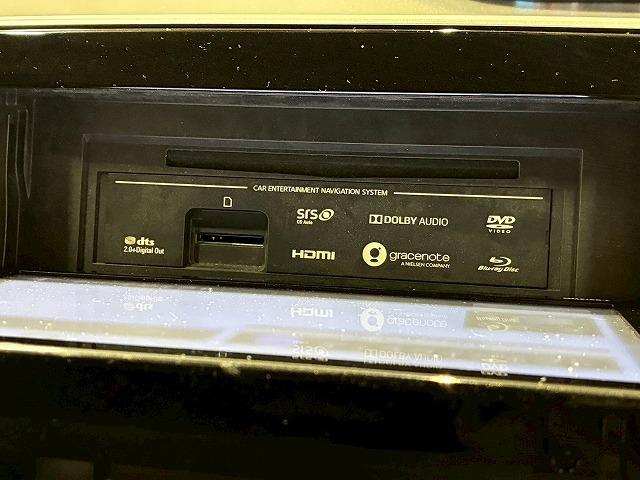 CAR ENTERTAINMENT NAVIGATION SYSTEM
dts
2.0+Digital Out
SRS
CS Auto
HDMI
DOLBY AUDIO
gracenote
A NIELSEN COMPANY
DVD
VIDEO
Blu-ray Disc